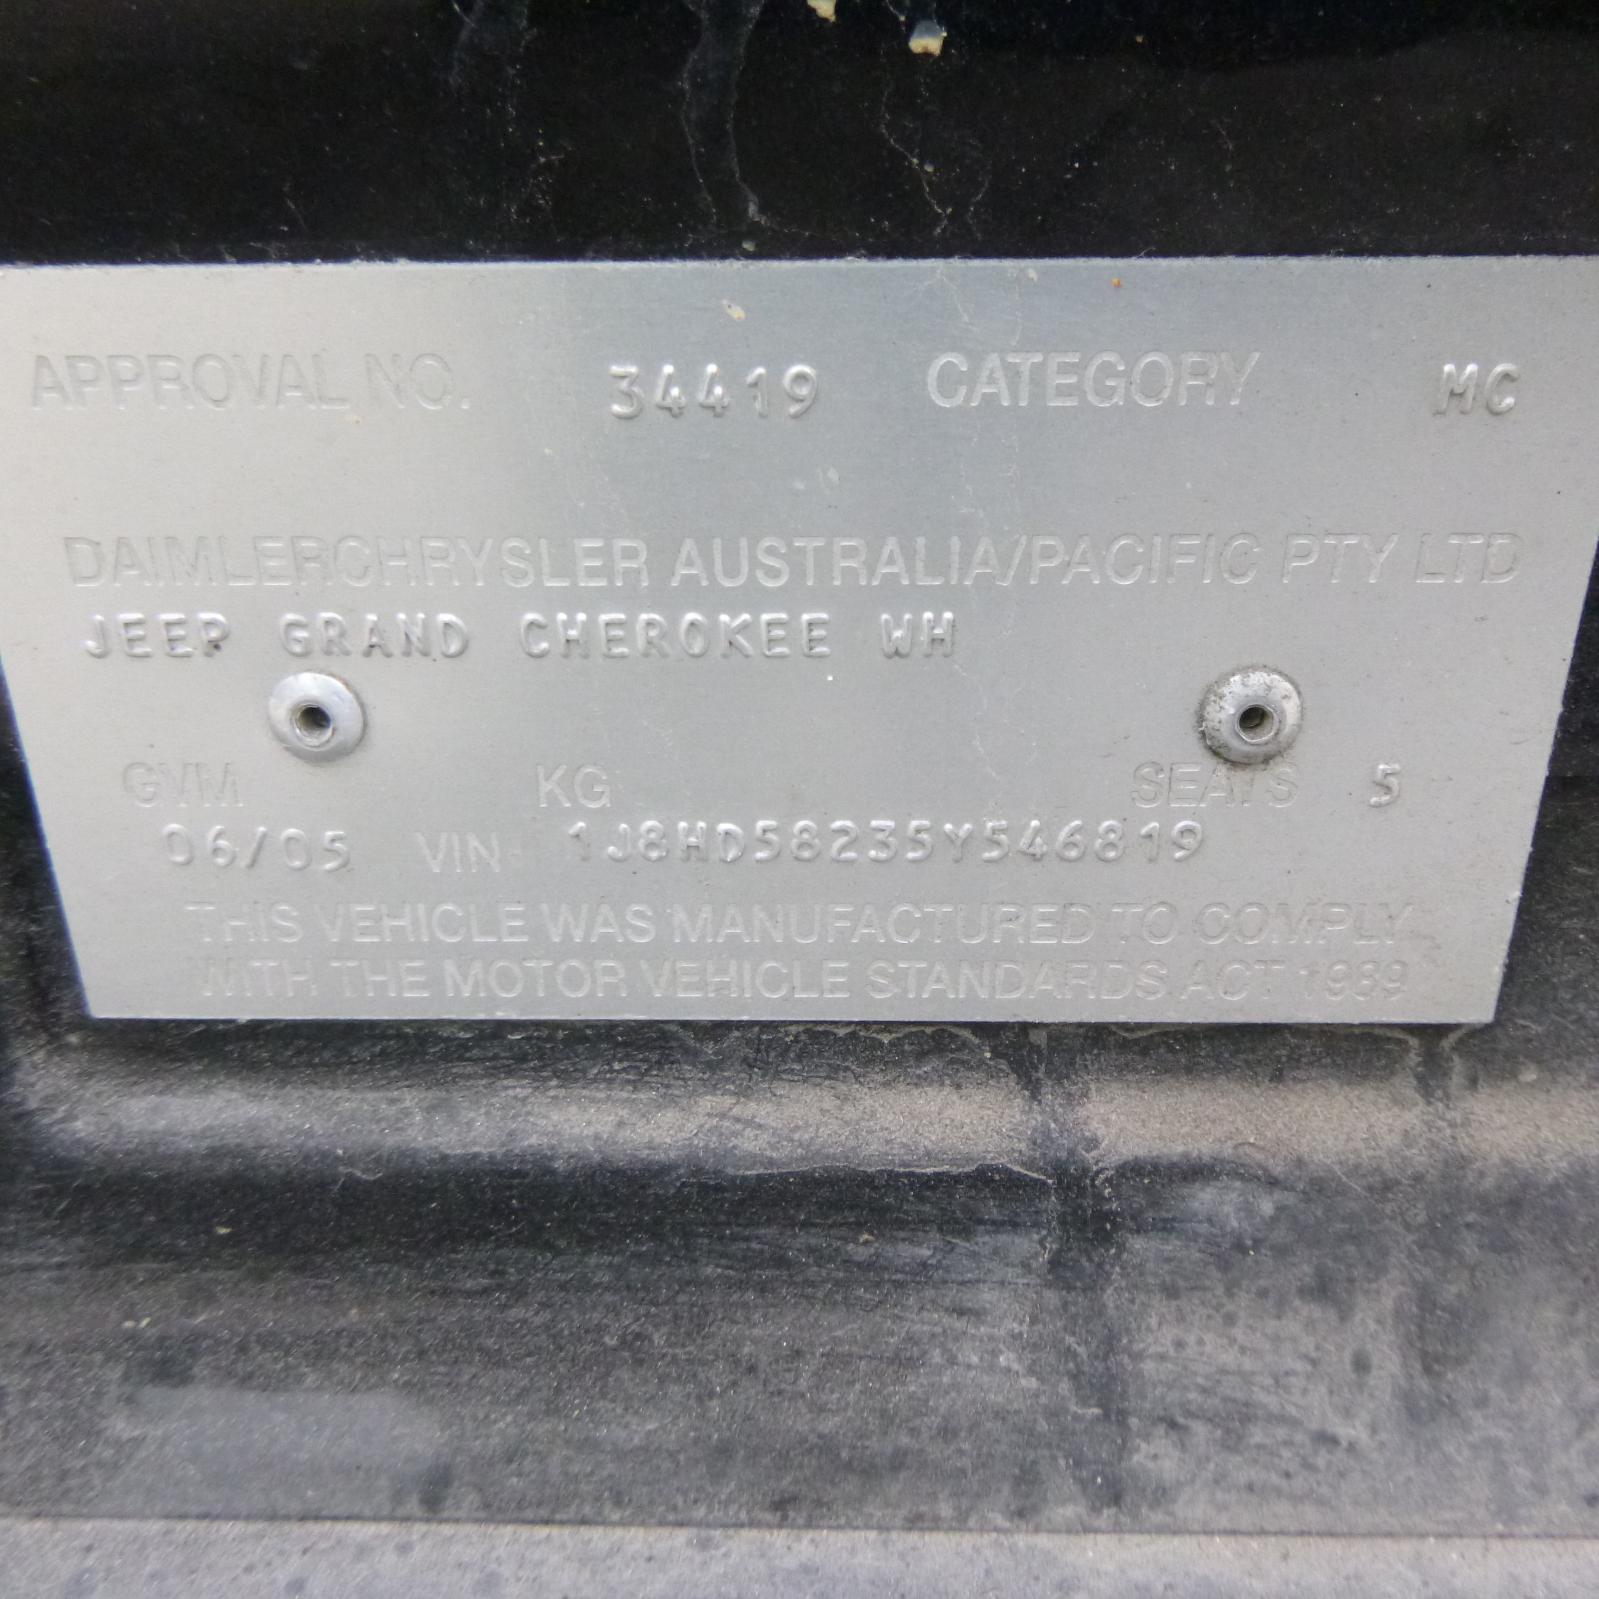 APPROVAL NO. 34419 CATEGORY MC
DAIMLERCHRYSLER AUSTRALIA/PACIFIC PTY LTD
JEEP GRAND CHEROKEE WH
GVM KG SEATS 5
06/05 VIN 1J8HD58235Y546819
THIS VEHICLE WAS MANUFACTURED TO COMPLY
WITH THE MOTOR VEHICLE STANDARDS ACT 1989